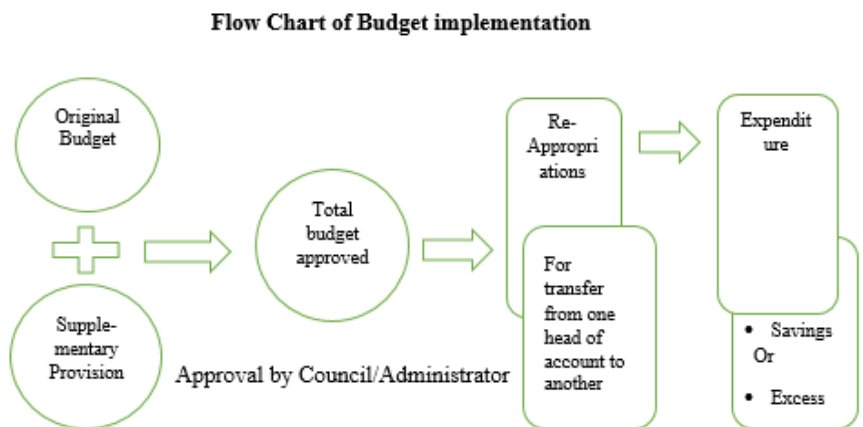 Flow Chart of Budget implementation
Original
Budget
Supple-
mentary
Provision
Total
budget
approved
Approval by Council/Administrator
Re-
Appropri
ations
For
transfer
from one
head of
account to
another
Expendit
ure
• Savings
Or
• Excess